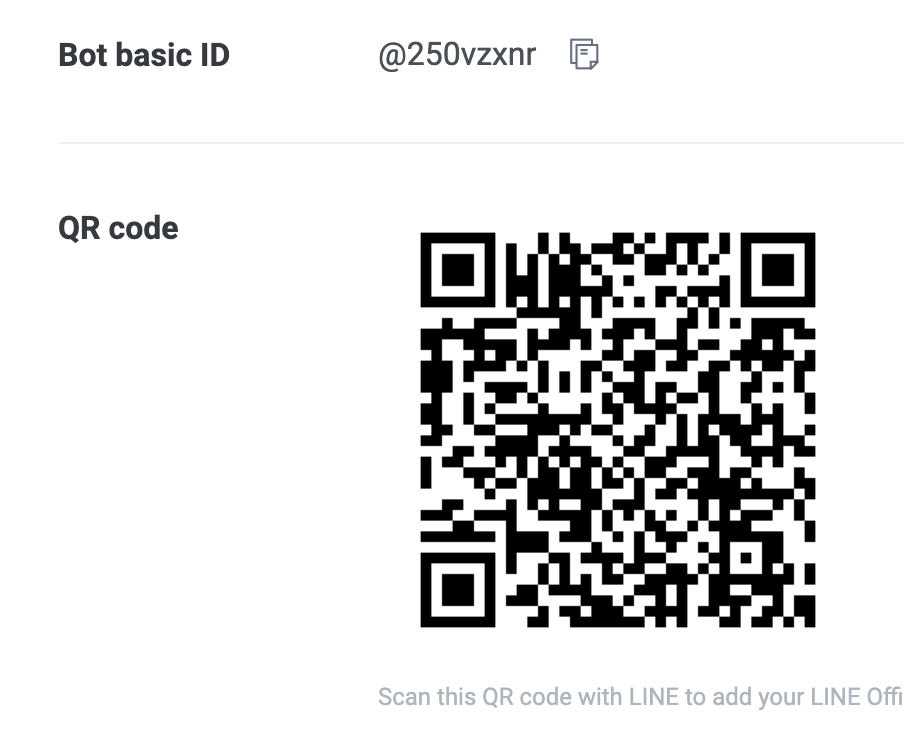 Bot basic ID @250vzxnr
QR code
Scan this QR code with LINE to add your LINE Offi